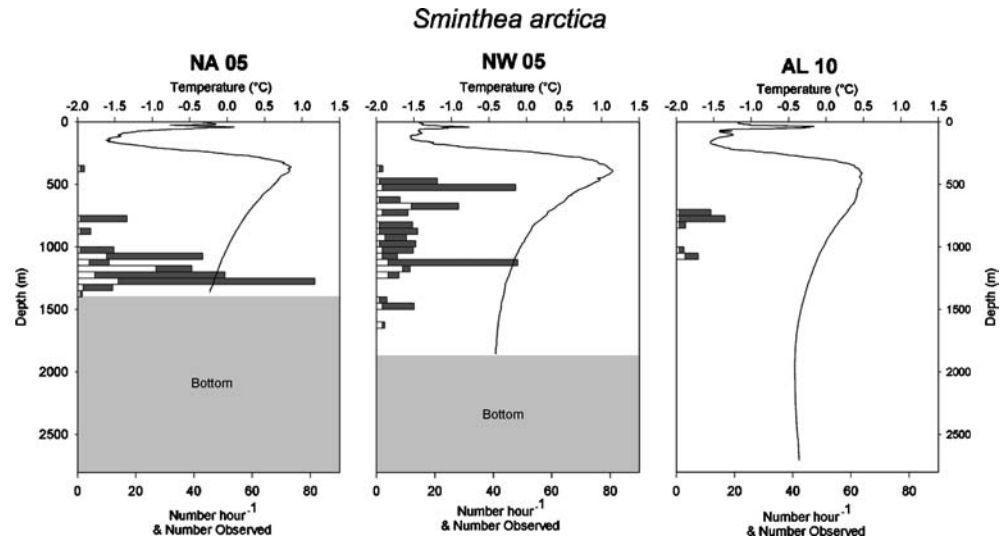 Sminthea arctica
NA 05
Temperature (°C)
-2.0 -1.5 -1.0 -0.5 0.0 0.5 1.0 1.5
NW 05
Temperature (°C)
-2.0 -1.5 -1.0 -0.5 0.0 0.5 1.0 1.5
AL 10
Temperature (°C)
-2.0 -1.5 -1.0 -0.5 0.0 0.5 1.0 1.5
Depth (m)
0
500
1000
1500
2000
2500
Bottom
Bottom
0
500
1000
1500
2000
2500
Depth (m)
0 20 40 60 80
Number hour-1
& Number Observed
0 20 40 60 80
Number hour-1
& Number Observed
0 20 40 60 80
Number hour-1
& Number Observed